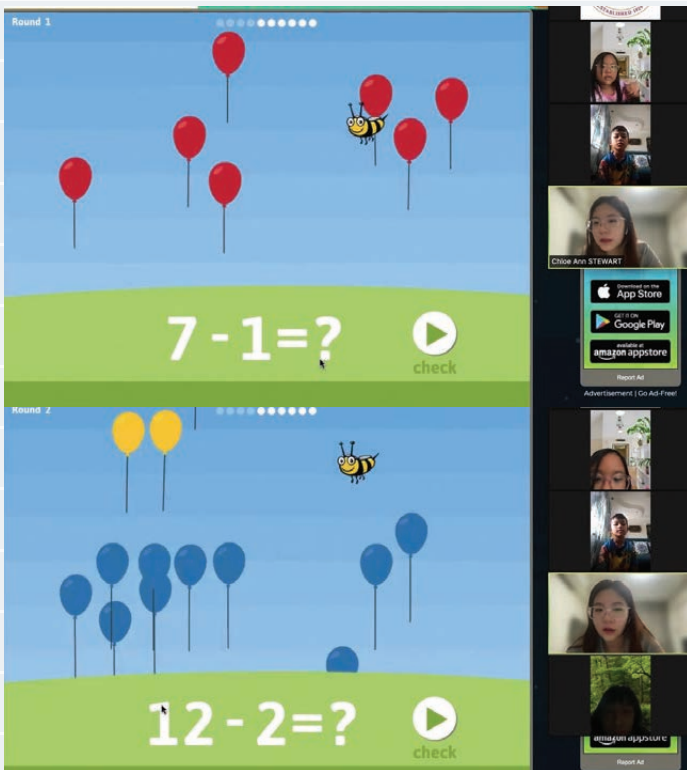 Round 1
7 - 1 = ?
check
Chloe Ann STEWART
Download on the
App Store
GET IT ON
Google Play
available at
amazon appstore
Report Ad
Advertisement | Go Ad-Free!
Round 2
12 - 2 = ?
check
amazon appstore
Report Ad